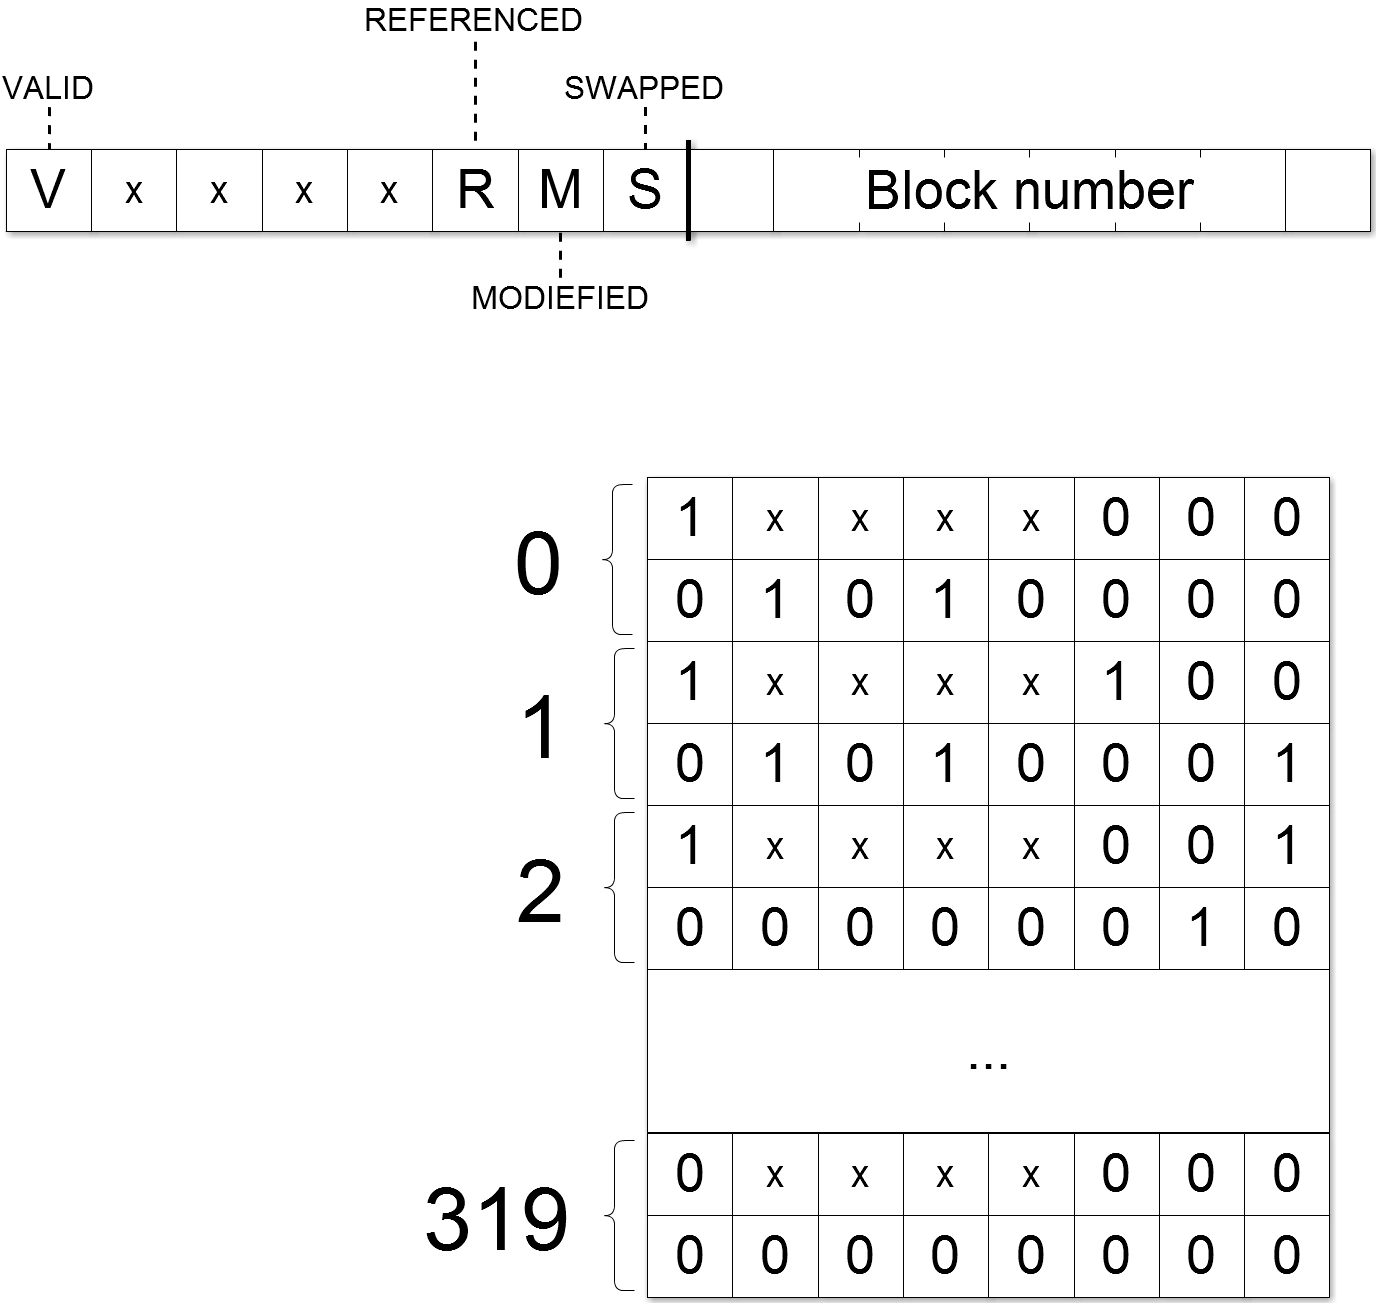 REFERENCED
VALID
SWAPPED
V x x x x R M S Block number
MODIEFIED
0
1 x x x x 0 0 0
0 1 0 1 0 0 0 0
1
1 x x x x 1 0 0
0 1 0 1 0 0 0 1
2
1 x x x x 0 0 1
0 0 0 0 0 0 1 0
...
319
0 x x x x 0 0 0
0 0 0 0 0 0 0 0